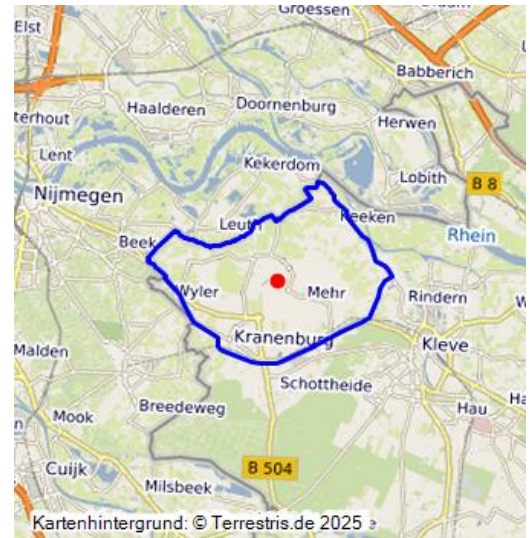 Groessen
Elst
Babberich
Haalderen
Doornenburg
terhout
Herwen
Lent
Kekerdom
Lobith
B 8
Nijmegen
Leuth
Keeken
Rhein
Beek
Wyler
Mehr
Rindern
Kranenburg
Kleve
Malden
Schottheide
Breedeweg
Hau
Mook
Cuijk
B 504
Milsbeek
Kartenhintergrund: © Terrestris.de 2025